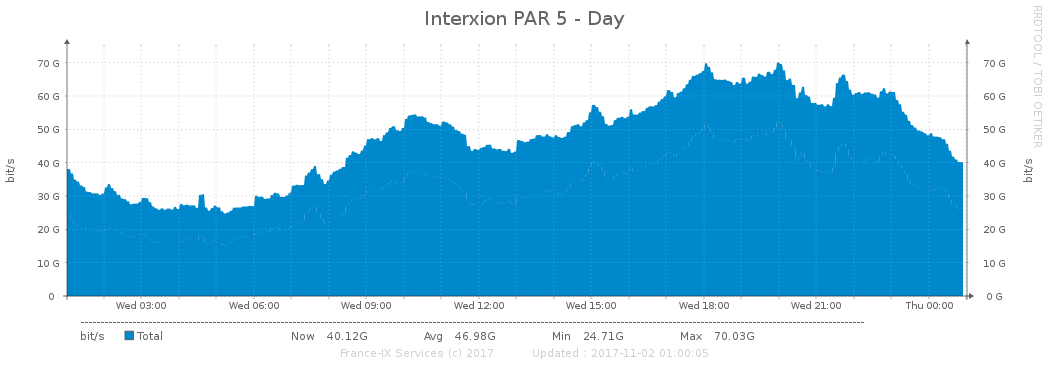 Interxion PAR 5 - Day
RRDTOOL / TOBI OETIKER
bit/s
70 G
60 G
50 G
40 G
30 G
20 G
10 G
0
70 G
60 G
50 G
40 G
30 G
20 G
10 G
0 G
bit/s
Wed 03:00 Wed 06:00 Wed 09:00 Wed 12:00 Wed 15:00 Wed 18:00 Wed 21:00 Thu 00:00
bit/s Total Now 40.12G Avg 46.98G Min 24.71G Max 70.03G
France-IX Services (c) 2017 Updated : 2017-11-02 01:00:05